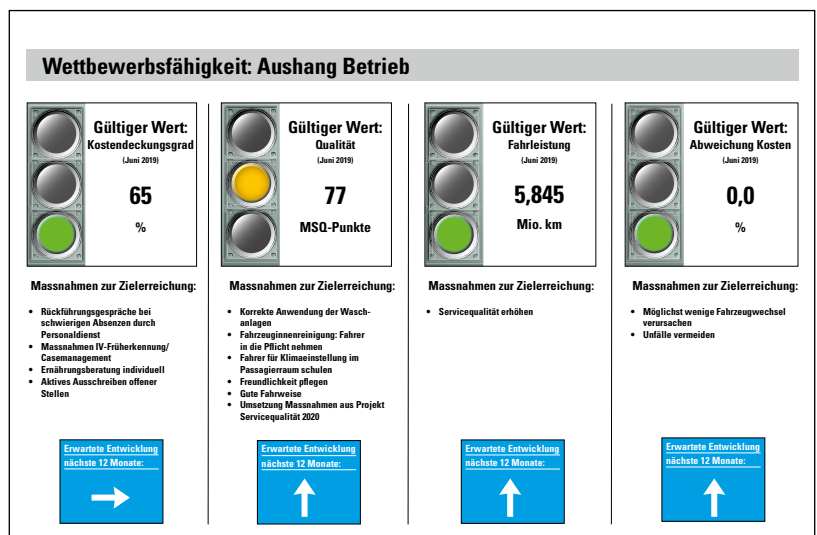 Wettbewerbsfähigkeit: Aushang Betrieb
Gültiger Wert:
Kostendeckungsgrad
(Juni 2019)
65
%
Massnahmen zur Zielerreichung:
• Rückführungsgespräche bei
schwierigen Absenzen durch
Personaldienst
• Massnahmen IV-Früherkennung/
Casemanagement
• Ernährungsberatung individuell
• Aktives Ausschreiben offener
Stellen
Erwartete Entwicklung
nächste 12 Monate:
Gültiger Wert:
Qualität
(Juni 2019)
77
MSQ-Punkte
Massnahmen zur Zielerreichung:
• Korrekte Anwendung der Wasch-
anlagen
• Fahrzeuginnenreinigung: Fahrer
in die Pflicht nehmen
• Fahrer für Klimaeinstellung im
Passagierraum schulen
• Freundlichkeit pflegen
• Gute Fahrweise
• Umsetzung Massnahmen aus Projekt
Servicequalität 2020
Erwartete Entwicklung
nächste 12 Monate:
Gültiger Wert:
Fahrleistung
(Juni 2019)
5,845
Mio. km
Massnahmen zur Zielerreichung:
• Servicequalität erhöhen
Erwartete Entwicklung
nächste 12 Monate:
Gültiger Wert:
Abweichung Kosten
(Juni 2019)
0,0
%
Massnahmen zur Zielerreichung:
• Möglichst wenige Fahrzeugwechsel
verursachen
• Unfälle vermeiden
Erwartete Entwicklung
nächste 12 Monate: